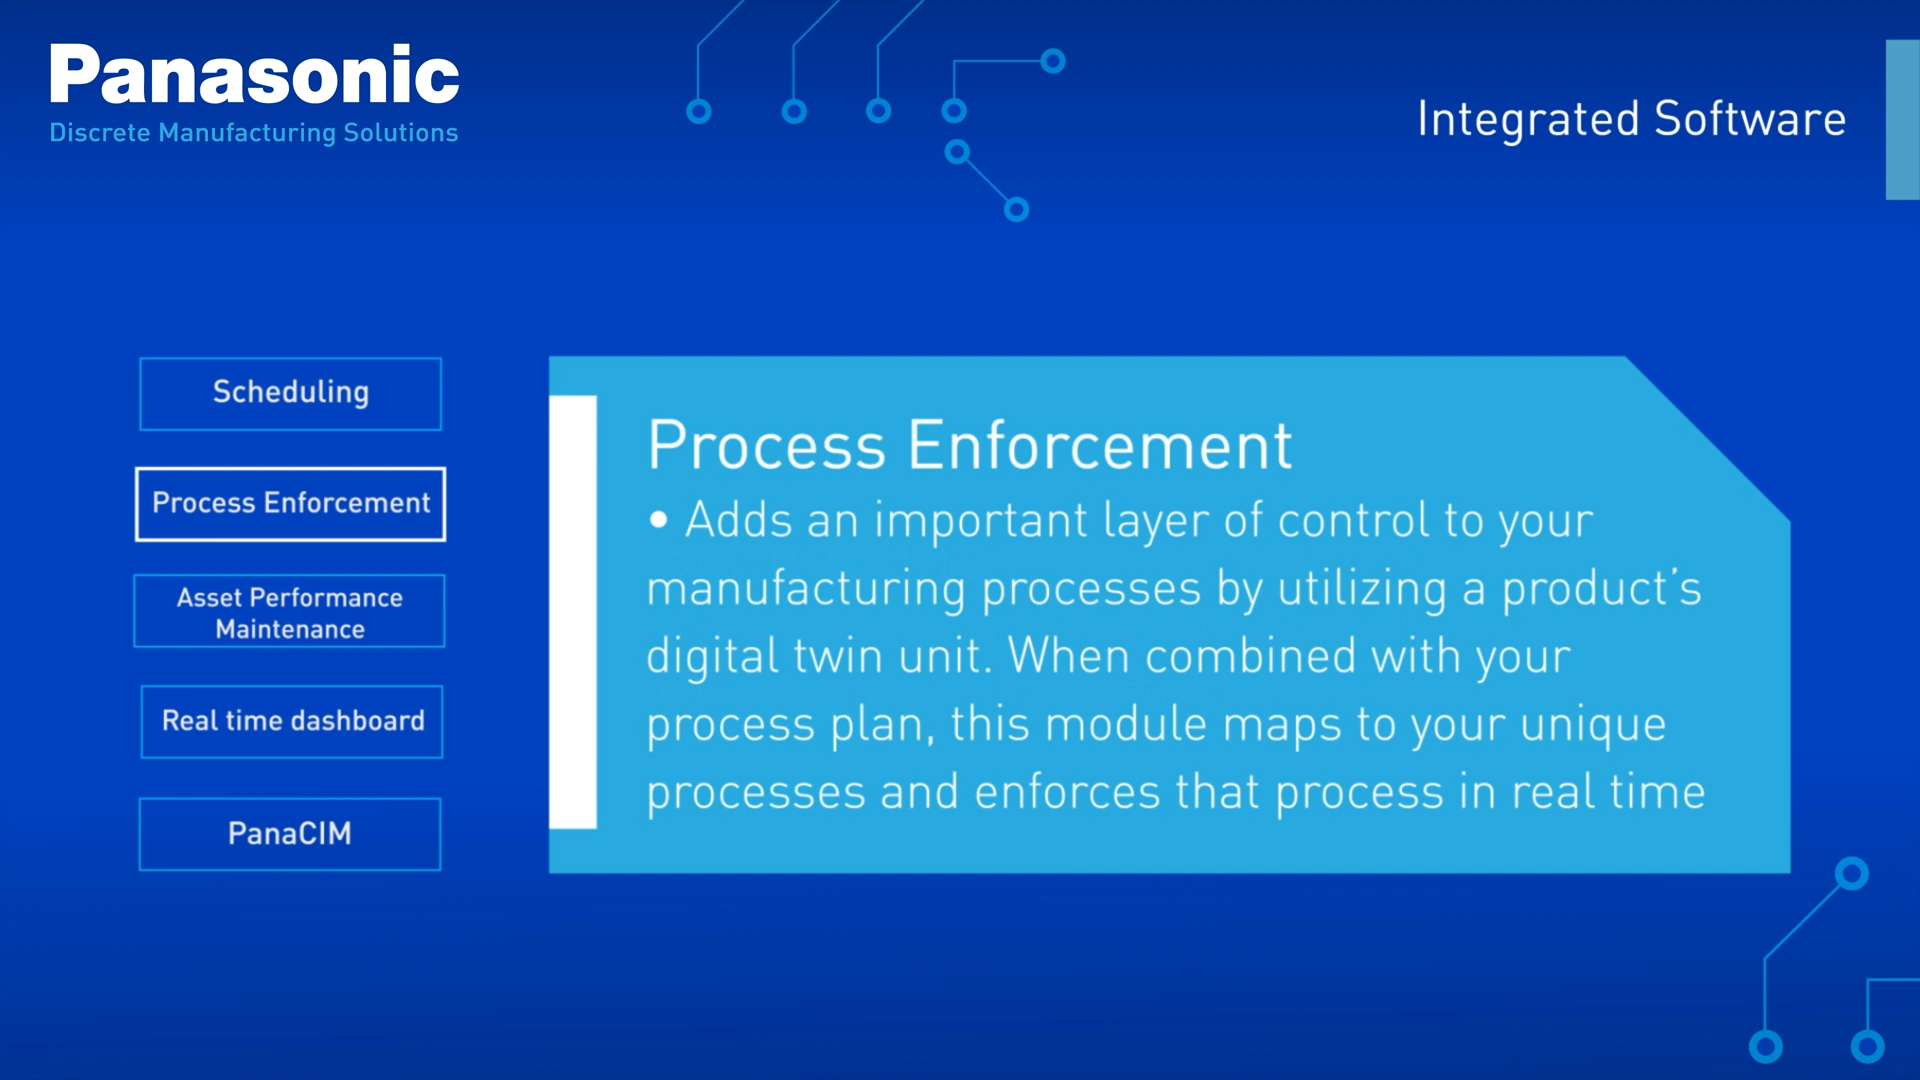 Panasonic
Discrete Manufacturing Solutions
Integrated Software
Scheduling
Process Enforcement
Asset Performance
Maintenance
Real time dashboard
PanaCIM
Process Enforcement
• Adds an important layer of control to your
manufacturing processes by utilizing a product’s
digital twin unit. When combined with your
process plan, this module maps to your unique
processes and enforces that process in real time